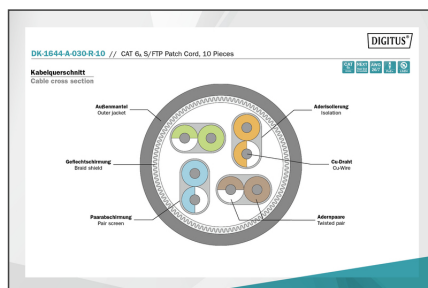 DIGITUS®
DK-1644-A-030-R-10 // CAT 6A S/FTP Patch Cord, 10 Pieces
Kabelquerschnitt
Cable cross section
Außenmantel
Outer jacket
Aderisolierung
Isolation
Geflechtschirmung
Braid shield
Cu-Draht
Cu-Wire
Paarabschirmung
Pair screen
Adernpaare
Twisted pair